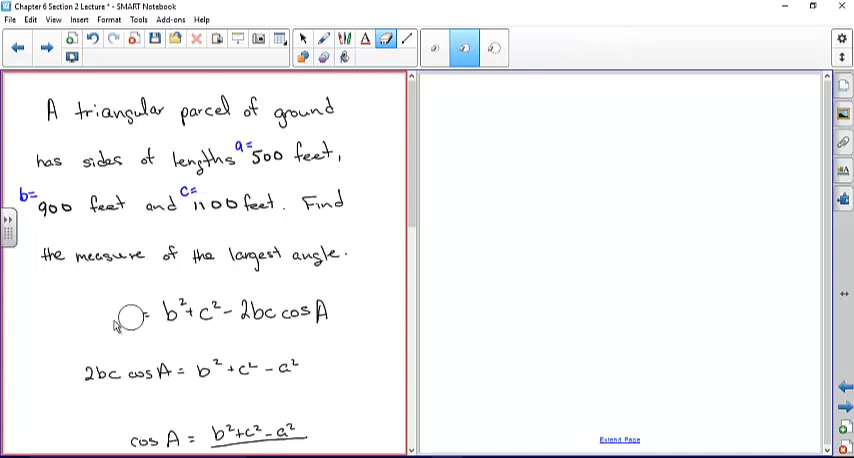 Chapter 6 Section 2 Lecture * - SMART Notebook
File Edit View Insert Format Tools Add-ons Help
A triangular parcel of ground
has sides of lengths a= 500 feet,
b= 900 feet and c= 1100 feet. Find
the measure of the largest angle.
= b²+c²- 2bc cos A
2bc cos A = b²+c² - a²
cos A = b²+c²-a²
Extend Page